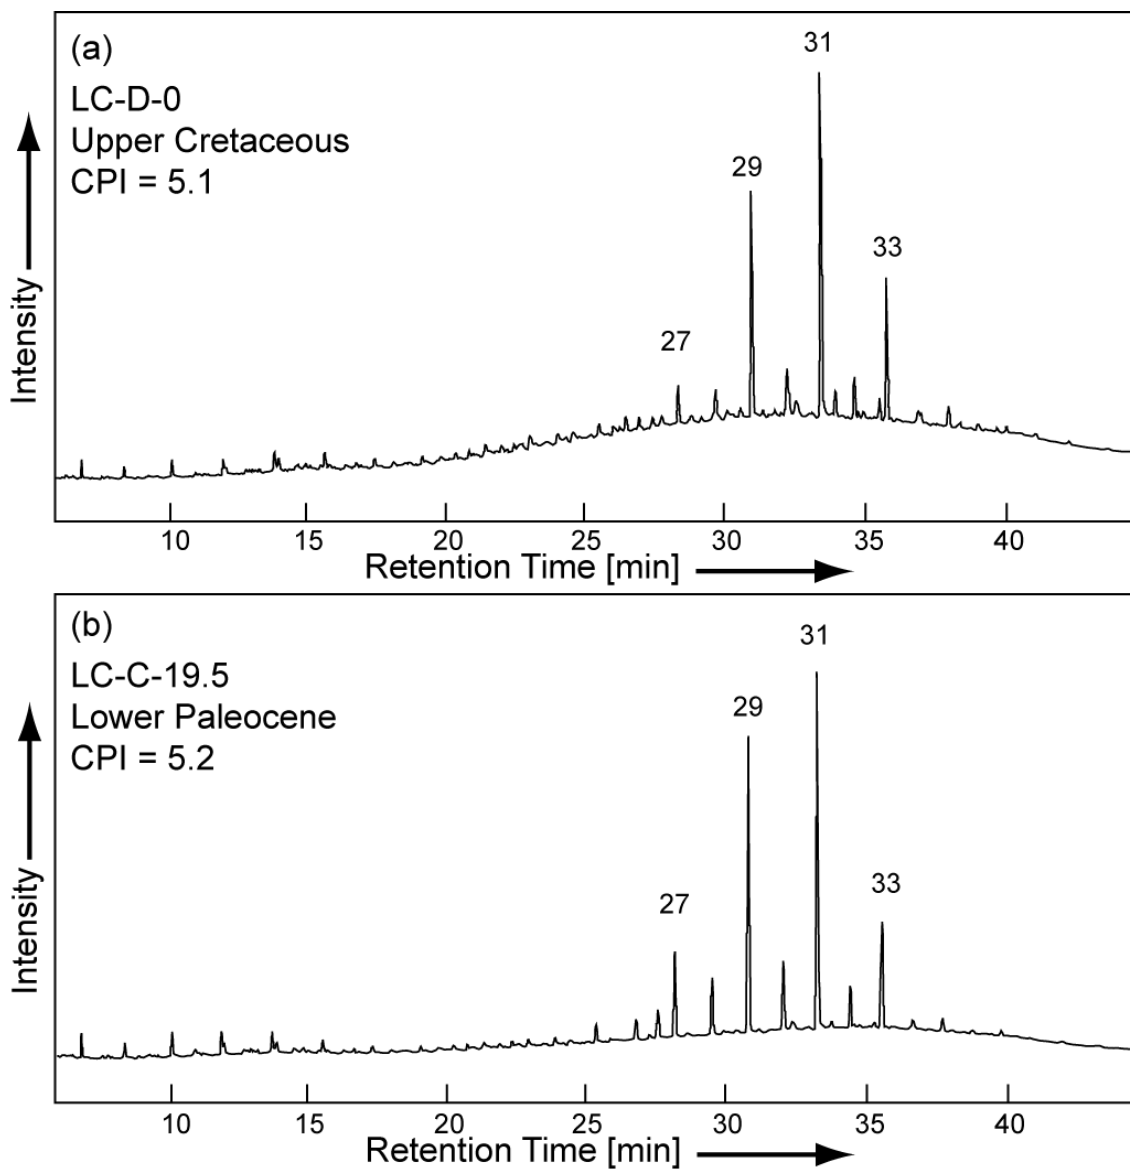 (a)
LC-D-0
Upper Cretaceous
CPI = 5.1
27
29
31
33
Intensity
10 15 20 25 30 35 40
Retention Time [min]
(b)
LC-C-19.5
Lower Paleocene
CPI = 5.2
27
29
31
33
Intensity
10 15 20 25 30 35 40
Retention Time [min]